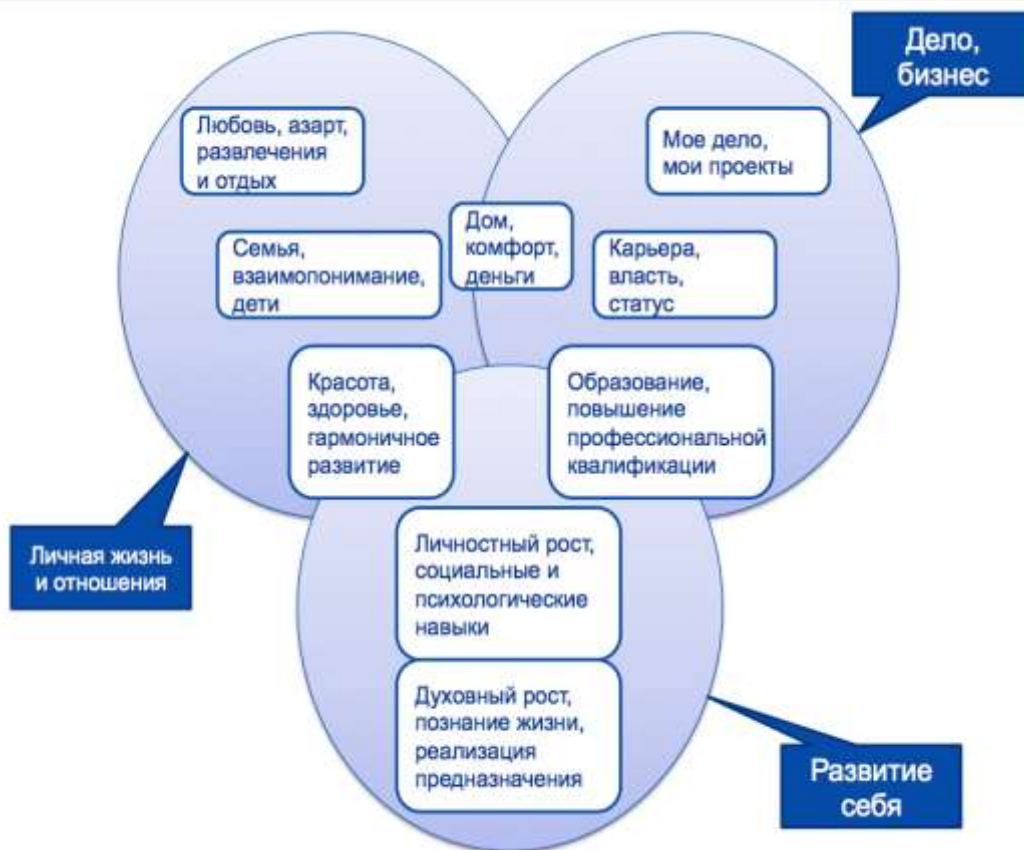 Дело,
бизнес
Любовь, азарт,
развлечения
и отдых
Мое дело,
мои проекты
Дом,
комфорт,
деньги
Семья,
взаимопонимание,
дети
Карьера,
власть,
статус
Красота,
здоровье,
гармоничное
развитие
Образование,
повышение
профессиональной
квалификации
Личная жизнь
и отношения
Личностный рост,
социальные и
психологические
навыки
Духовный рост,
познание жизни,
реализация
предназначения
Развитие
себя